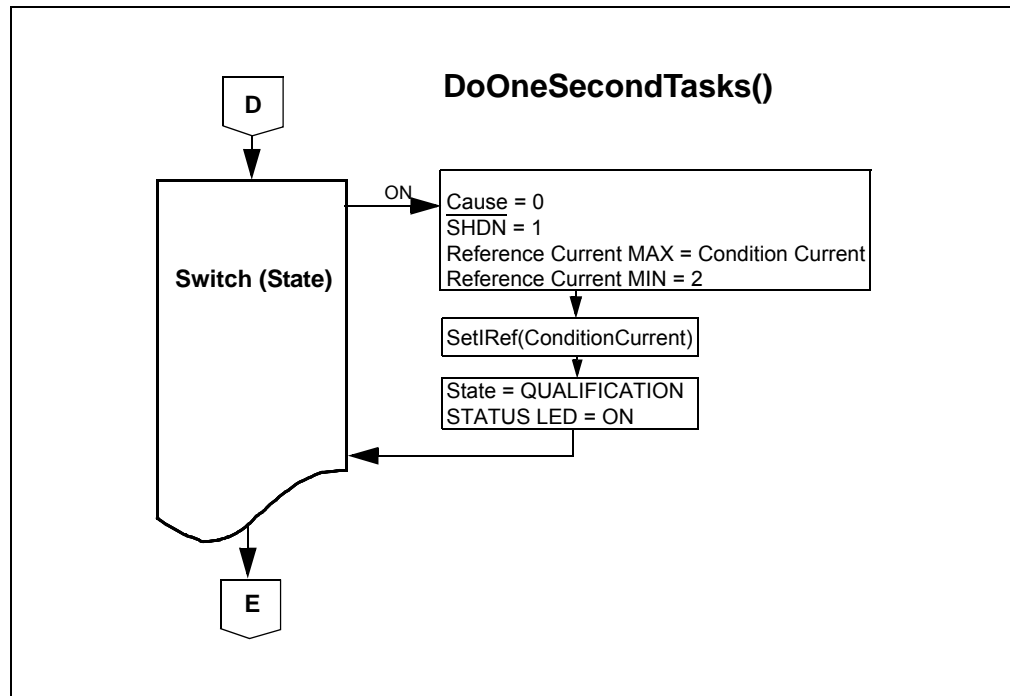 DoOneSecondTasks()
D
Switch (State)
ON
Cause = 0
SHDN = 1
Reference Current MAX = Condition Current
Reference Current MIN = 2
SetIRef(ConditionCurrent)
State = QUALIFICATION
STATUS LED = ON
E